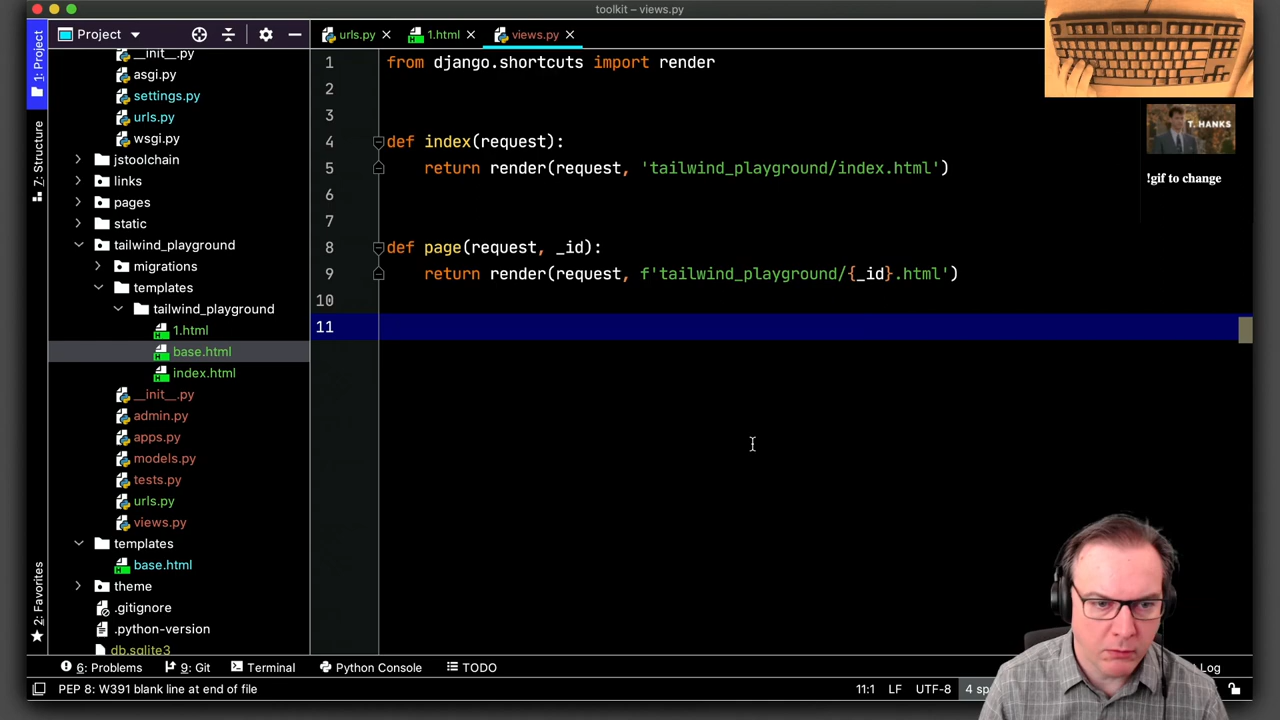 toolkit – views.py
Project
urls.py
1.html
views.py
1: Project
7: Structure
2: Favorites
__init__.py
asgi.py
settings.py
urls.py
wsgi.py
jstoolchain
links
pages
static
tailwind_playground
migrations
templates
tailwind_playground
1.html
base.html
index.html
__init__.py
admin.py
apps.py
models.py
tests.py
urls.py
views.py
templates
base.html
theme
.gitignore
.python-version
db.sqlite3
1 from django.shortcuts import render
2
3
4 def index(request):
5 return render(request, 'tailwind_playground/index.html')
6
7
8 def page(request, _id):
9 return render(request, f'tailwind_playground/{_id}.html')
10
11
T. HANKS
!gif to change
6: Problems
9: Git
Terminal
Python Console
TODO
Log
PEP 8: W391 blank line at end of file
11:1
LF
UTF-8
4 sp